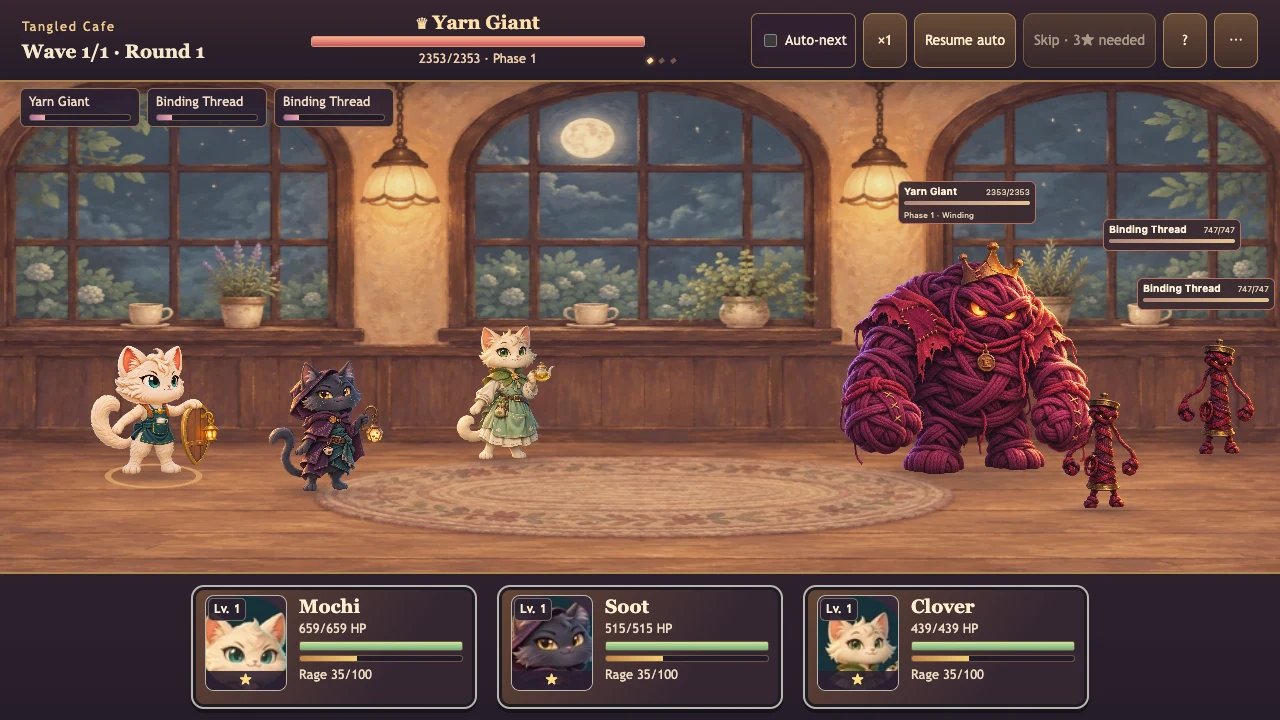 Tangled Cafe
Wave 1/1 · Round 1
♛ Yarn Giant
2353/2353 · Phase 1
Auto-next
×1
Resume auto
Skip · 3★ needed
?
···
Yarn Giant
Binding Thread
Binding Thread
Yarn Giant 2353/2353
Phase 1 · Winding
Binding Thread 747/747
Binding Thread 747/747
Lv. 1
Mochi
659/659 HP
Rage 35/100
Lv. 1
Soot
515/515 HP
Rage 35/100
Lv. 1
Clover
439/439 HP
Rage 35/100